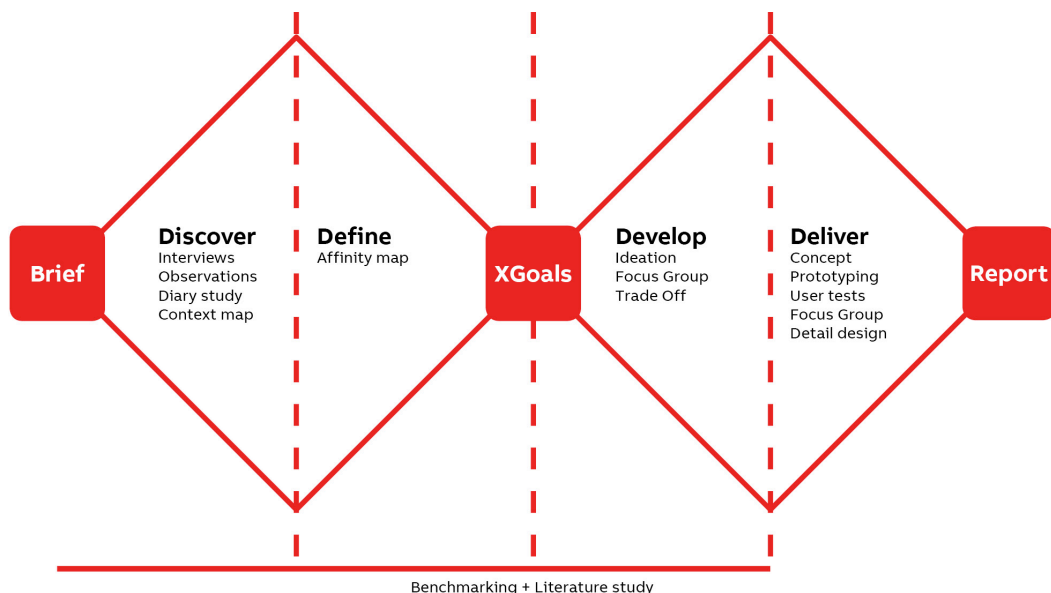 Brief
Discover
Interviews
Observations
Diary study
Context map
Define
Affinity map
XGoals
Develop
Ideation
Focus Group
Trade Off
Deliver
Concept
Prototyping
User tests
Focus Group
Detail design
Report
Benchmarking + Literature study